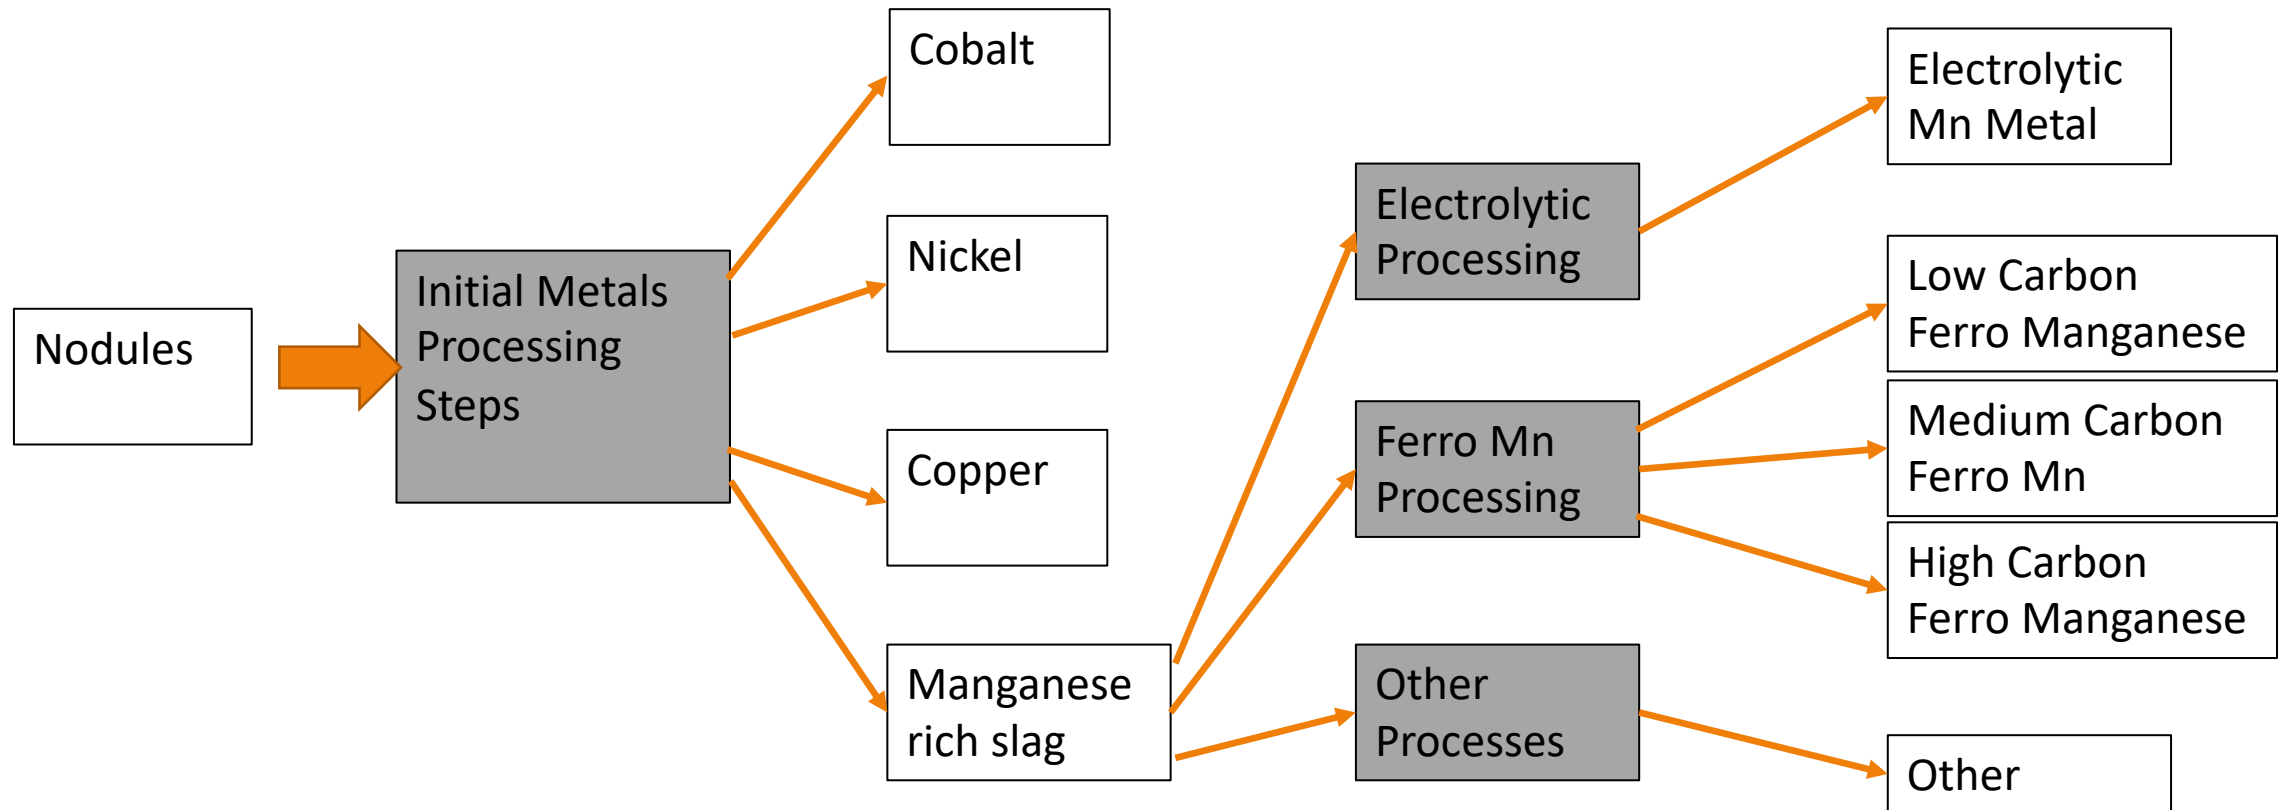 Nodules
Initial Metals
Processing
Steps
Cobalt
Nickel
Copper
Manganese
rich slag
Electrolytic
Processing
Ferro Mn
Processing
Other
Processes
Electrolytic
Mn Metal
Low Carbon
Ferro Manganese
Medium Carbon
Ferro Mn
High Carbon
Ferro Manganese
Other